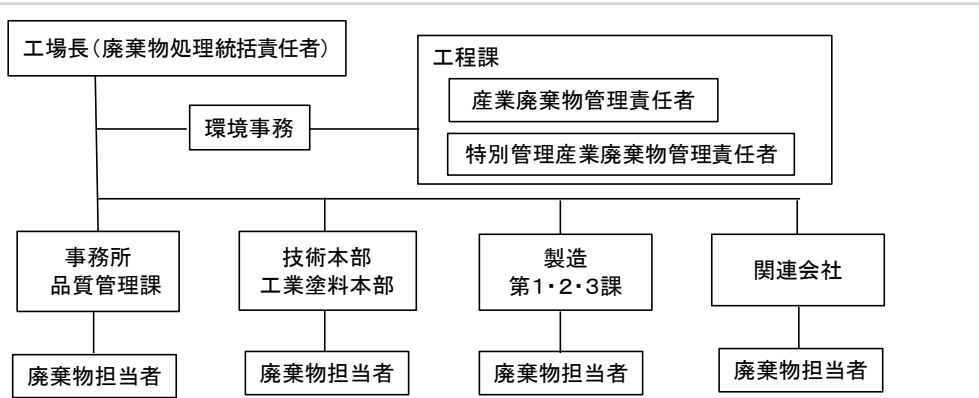 工場長(廃棄物処理統括責任者)
工程課
産業廃棄物管理責任者
環境事務
特別管理産業廃棄物管理責任者
事務所
品質管理課
技術本部
工業塗料本部
製造
第1・2・3課
関連会社
廃棄物担当者
廃棄物担当者
廃棄物担当者
廃棄物担当者